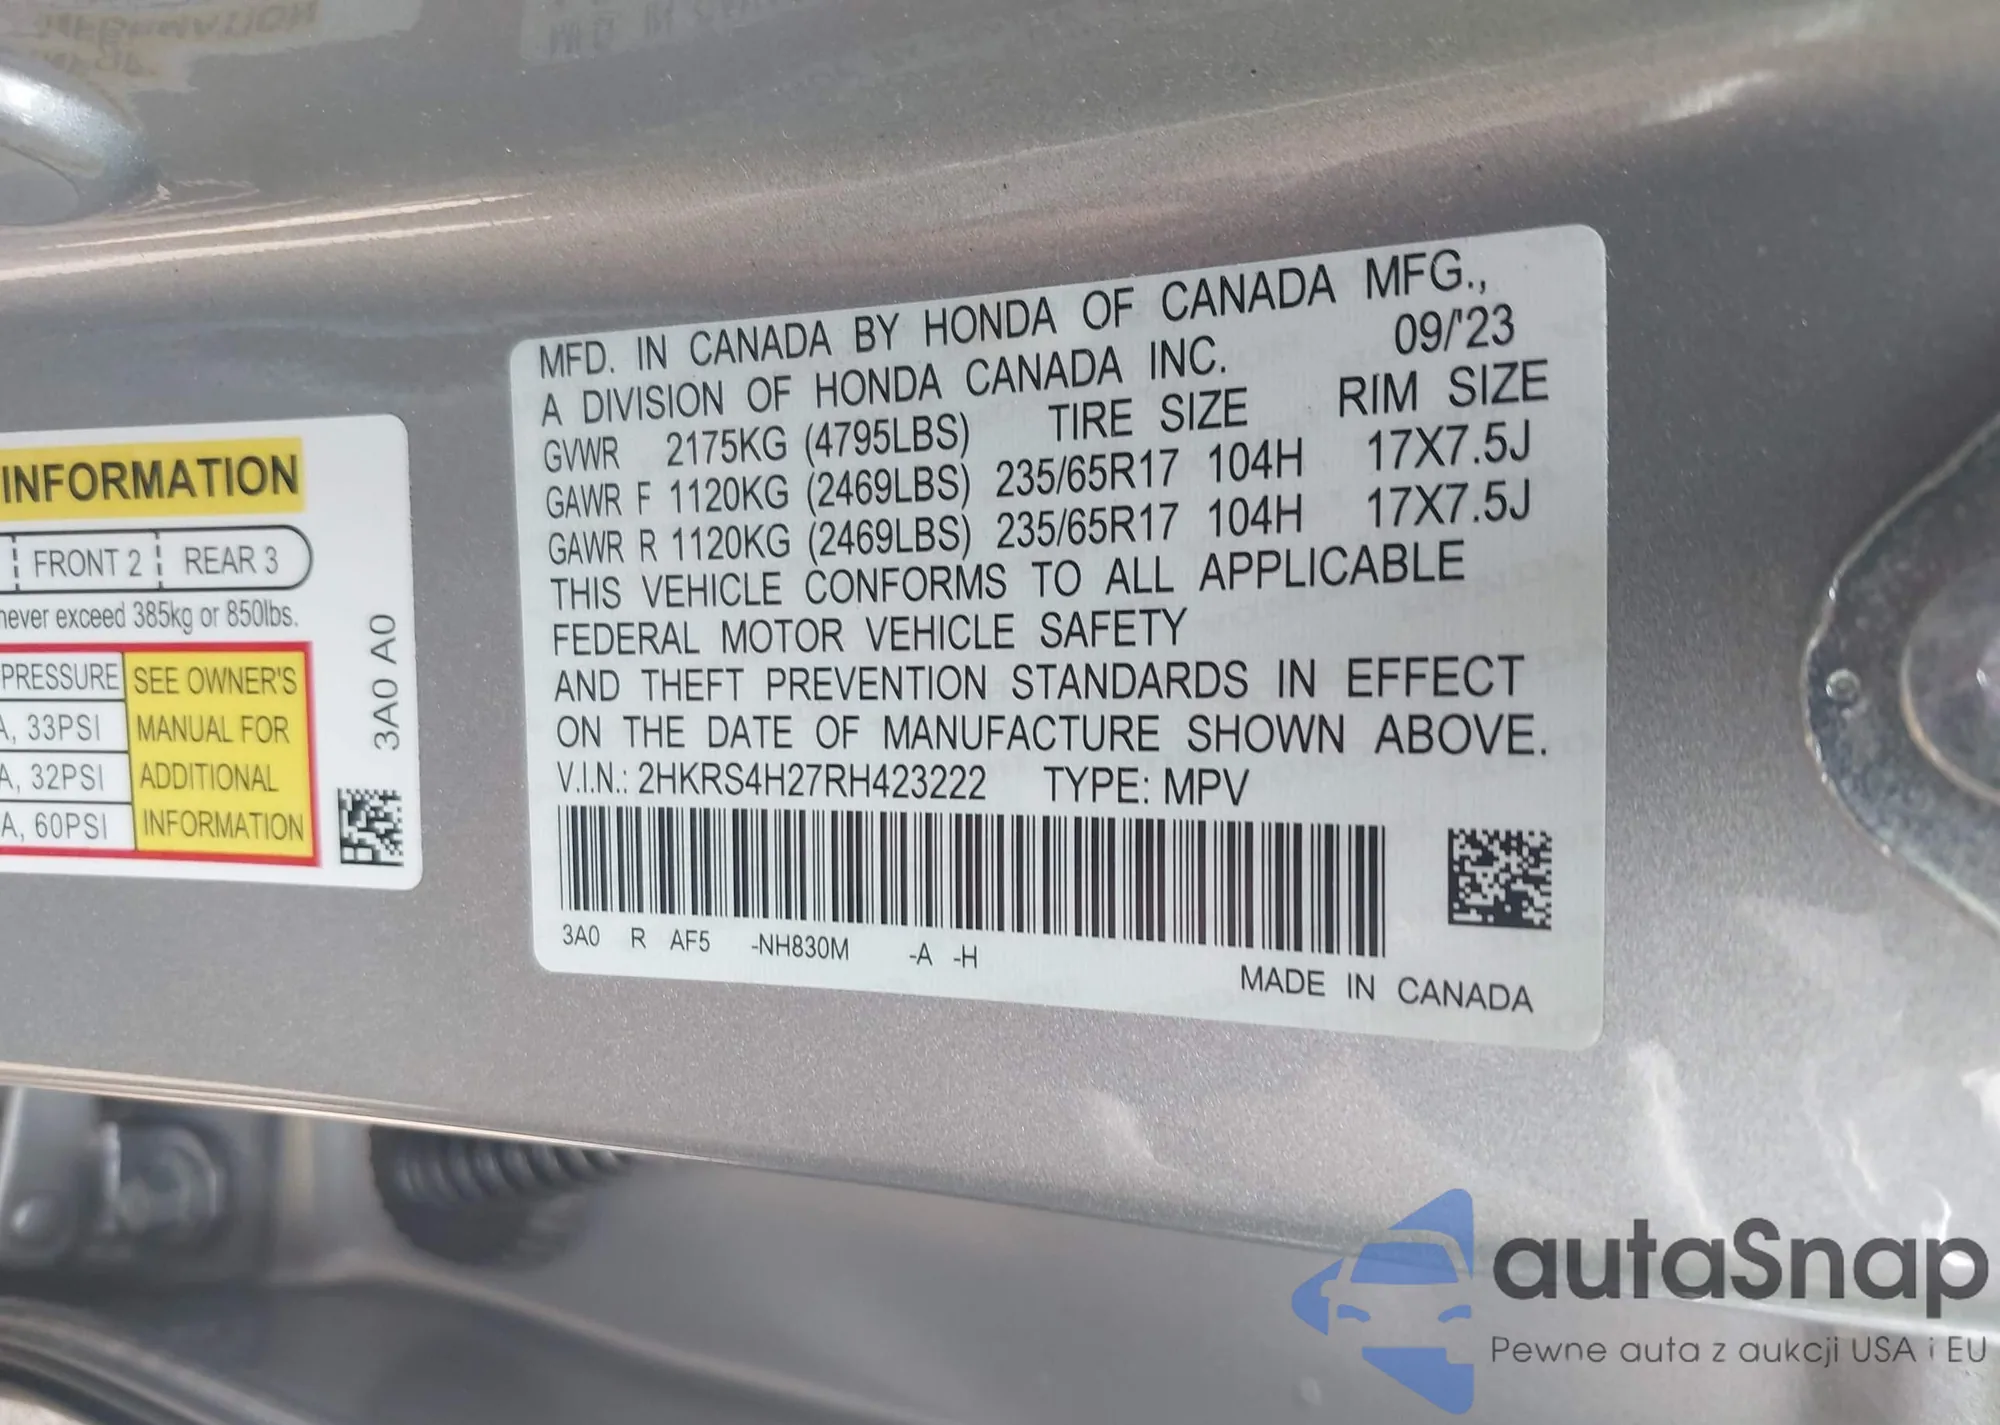 INFORMATION
FRONT 2
REAR 3
never exceed 385kg or 850lbs.
PRESSURE
SEE OWNER'S
A, 33PSI
MANUAL FOR
A, 32PSI
ADDITIONAL
A, 60PSI
INFORMATION
3A0 A0
MFD. IN CANADA BY HONDA OF CANADA MFG.,
A DIVISION OF HONDA CANADA INC. 09/'23
GVWR 2175KG (4795LBS) TIRE SIZE RIM SIZE
GAWR F 1120KG (2469LBS) 235/65R17 104H 17X7.5J
GAWR R 1120KG (2469LBS) 235/65R17 104H 17X7.5J
THIS VEHICLE CONFORMS TO ALL APPLICABLE
FEDERAL MOTOR VEHICLE SAFETY
AND THEFT PREVENTION STANDARDS IN EFFECT
ON THE DATE OF MANUFACTURE SHOWN ABOVE.
V.I.N.: 2HKRS4H27RH423222 TYPE: MPV
3A0 R AF5 -NH830M -A -H
MADE IN CANADA
autaSnap
Pewne auta z aukcji USA i EU